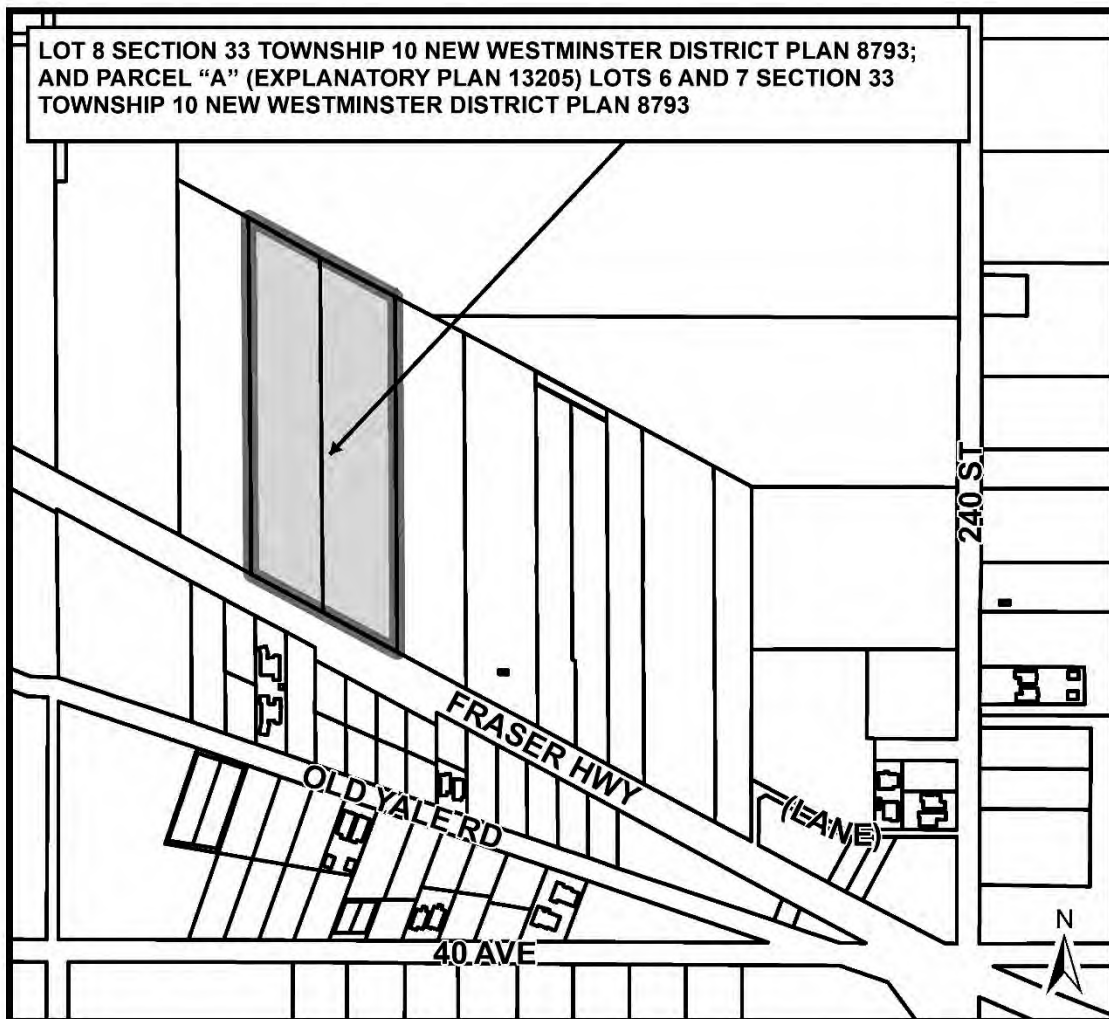 LOT 8 SECTION 33 TOWNSHIP 10 NEW WESTMINSTER DISTRICT PLAN 8793;
AND PARCEL “A” (EXPLANATORY PLAN 13205) LOTS 6 AND 7 SECTION 33
TOWNSHIP 10 NEW WESTMINSTER DISTRICT PLAN 8793
240 ST
FRASER HWY
OLD YALE RD
(LANE)
N
40 AVE